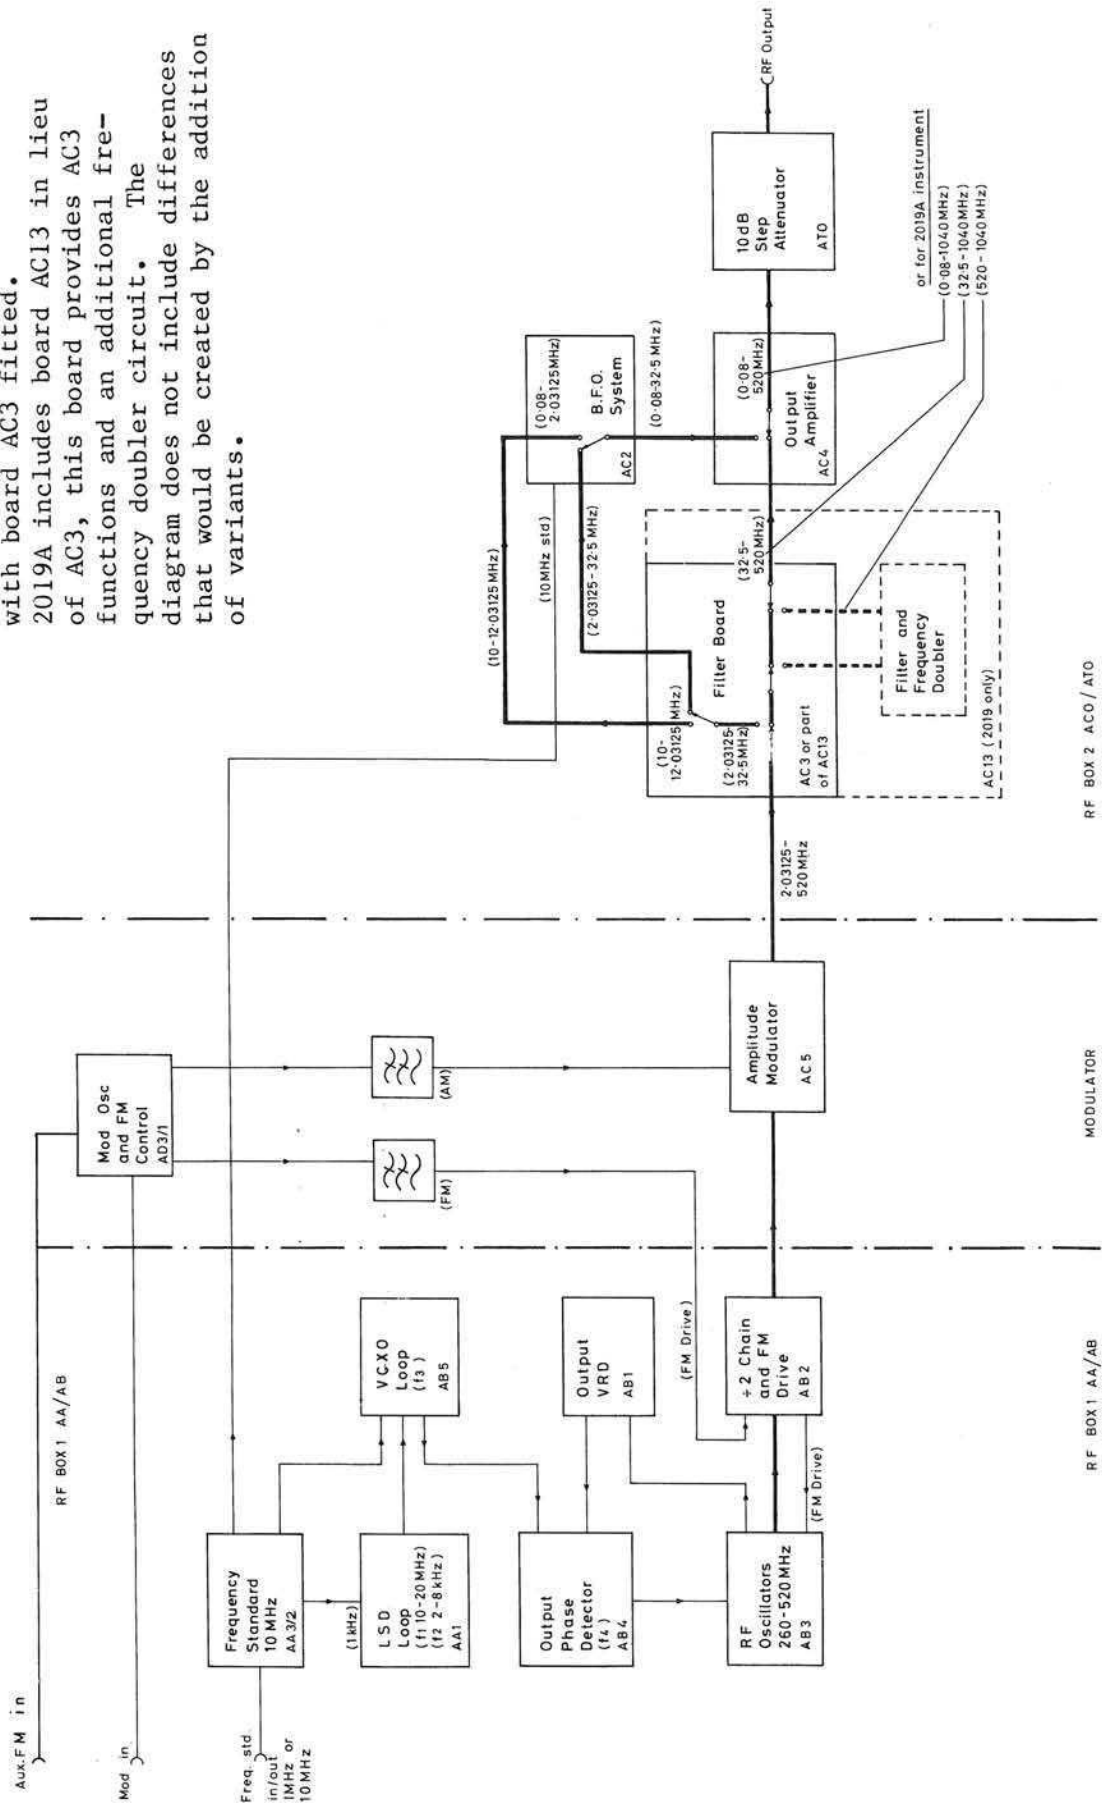 with board AC3 fitted.
2019A includes board AC13 in lieu
of AC3, this board provides AC3
functions and an additional fre-
quency doubler circuit. The
diagram does not include differences
that would be created by the addition
of variants.
Aux.FM in
Mod in
Freq. std
in/out
1MHz or
10MHz
RF BOX 1 AA/AB
Mod Osc
and FM
Control
AD3/1
(FM)
(AM)
Frequency
Standard
10 MHz
AA3/2
(1kHz)
LSD
Loop
(f1 10-20 MHz)
(f2 2-8 kHz)
AA1
VCXO
Loop
(f3)
AB5
Output
Phase
Detector
(f4)
AB4
Output
VRD
AB1
(FM Drive)
RF
Oscillators
260-520MHz
AB3
÷2 Chain
and FM
Drive
AB2
(FM Drive)
Amplitude
Modulator
AC5
2·03125-
520MHz
(10-12·03125MHz)
(10MHz std)
(2·03125-32·5 MHz)
(0·08-
2·03125MHz)
B.F.O.
System
AC2
(0·08-32·5 MHz)
Filter Board
(10-
12·03125MHz)
(2·03125-
32·5MHz)
AC3 or part
of AC13
(32·5-
520MHz)
Filter and
Frequency
Doubler
AC13 (2019 only)
(0·08-
520MHz)
Output
Amplifier
AC4
10dB
Step
Attenuator
ATO
RF Output
or for 2019A instrument
(0·08-1040MHz)
(32·5-1040MHz)
(520-1040MHz)
RF BOX 1 AA/AB
MODULATOR
RF BOX 2 ACO/ATO